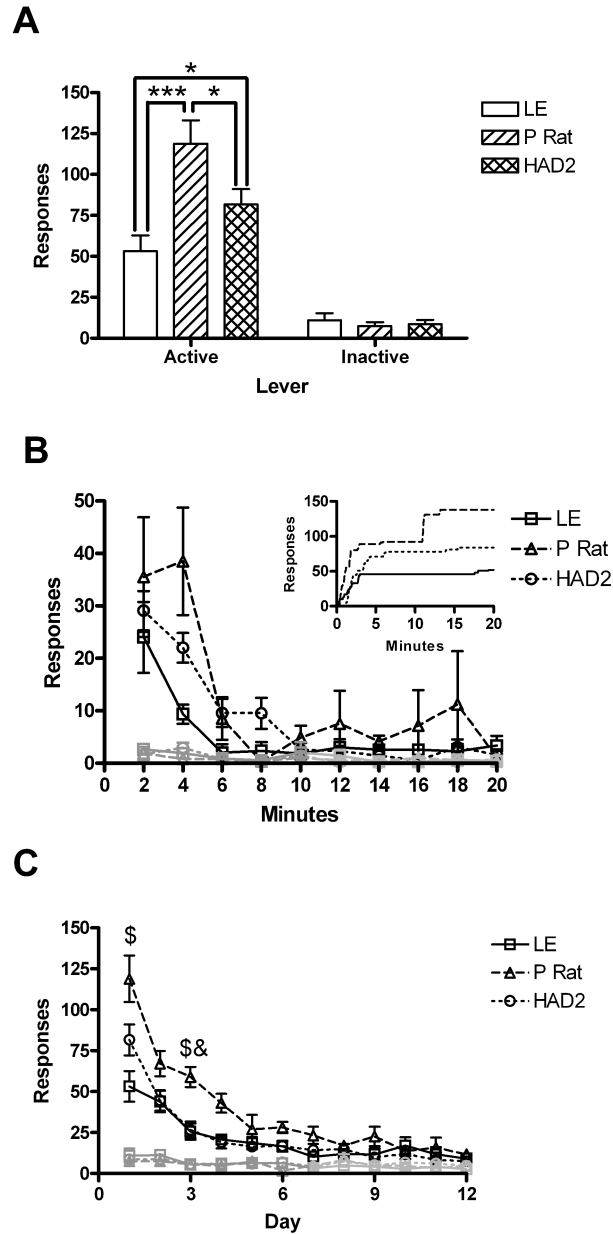 A
*
*** *
150
125
100
75
50
25
0
Responses
Active Inactive
Lever
LE
P Rat
HAD2
B
50
40
30
20
10
0
Responses
0 2 4 6 8 10 12 14 16 18 20
Minutes
150
100
50
0
Responses
0 5 10 15 20
Minutes
LE
P Rat
HAD2
C
150
125
100
75
50
25
0
Responses
$
$&
0 3 6 9 12
Day
LE
P Rat
HAD2